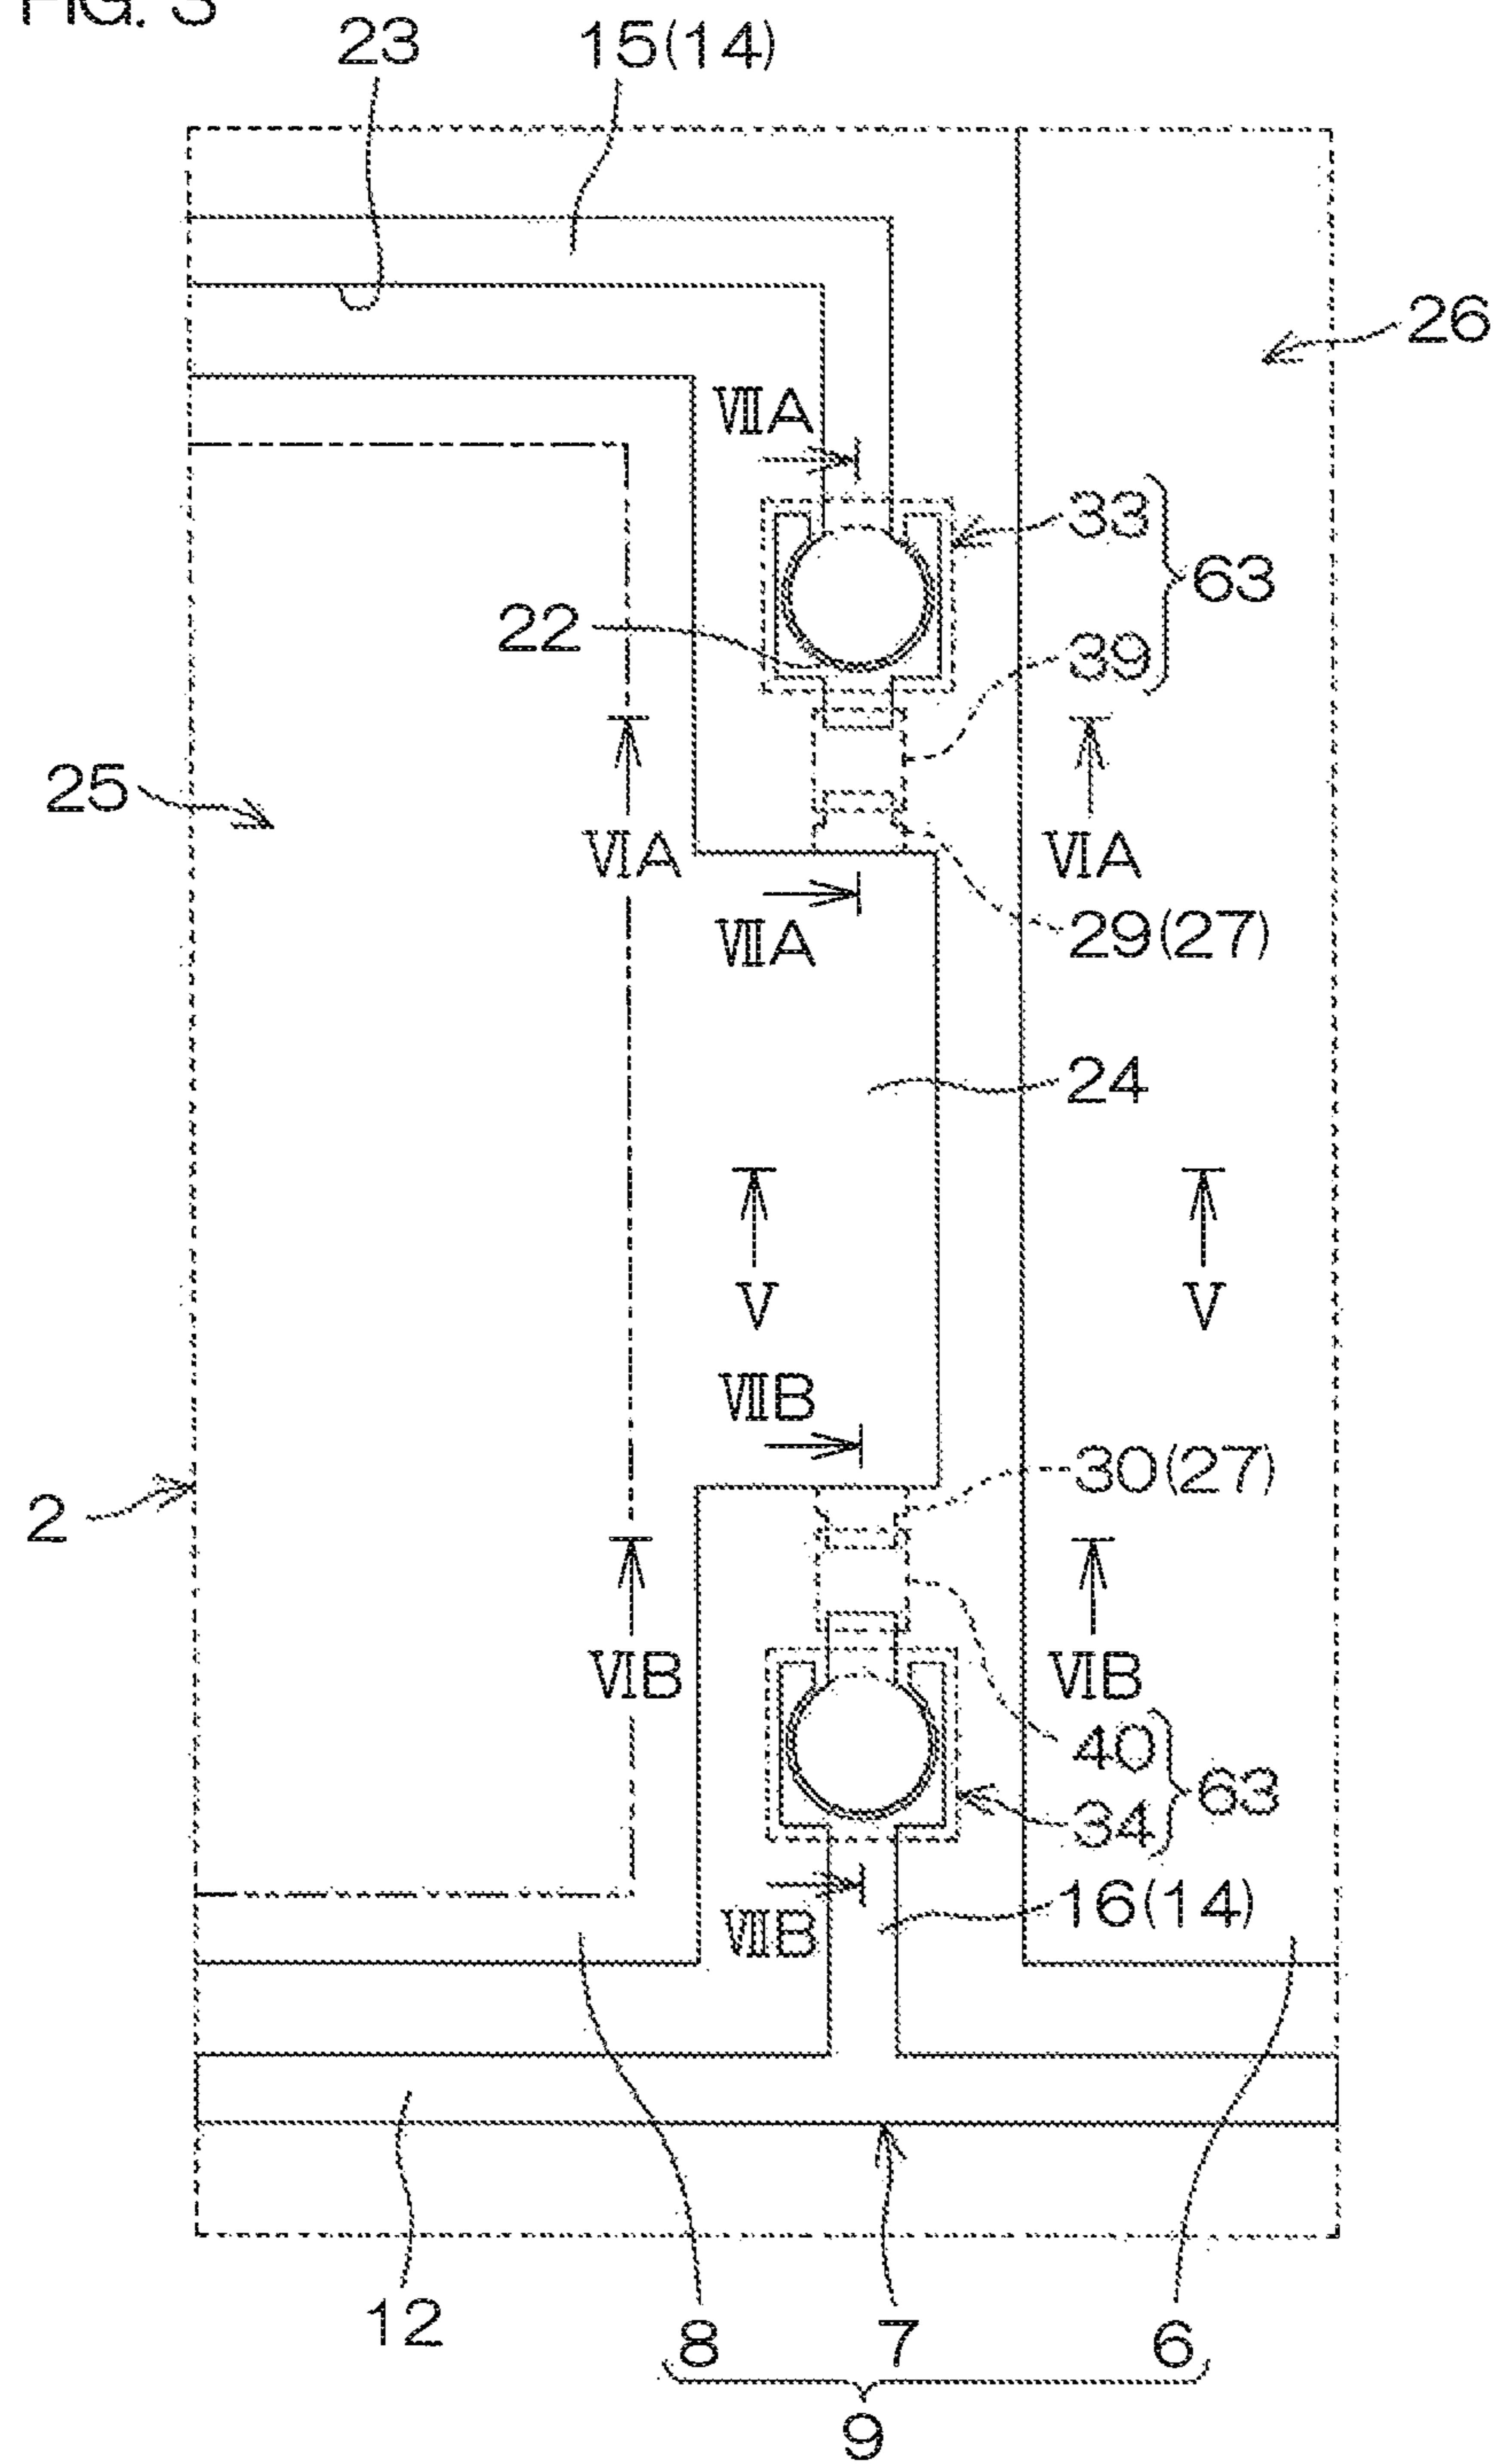 FIG. 3
23 15(14)
26
ⅦA
33
63
22
39
25
ⅥA ⅥA
ⅦA 29(27)
24
V V
ⅦB
30(27)
2
ⅥB ⅥB
40
63
34
16(14)
ⅦB
12 8 7 6
9